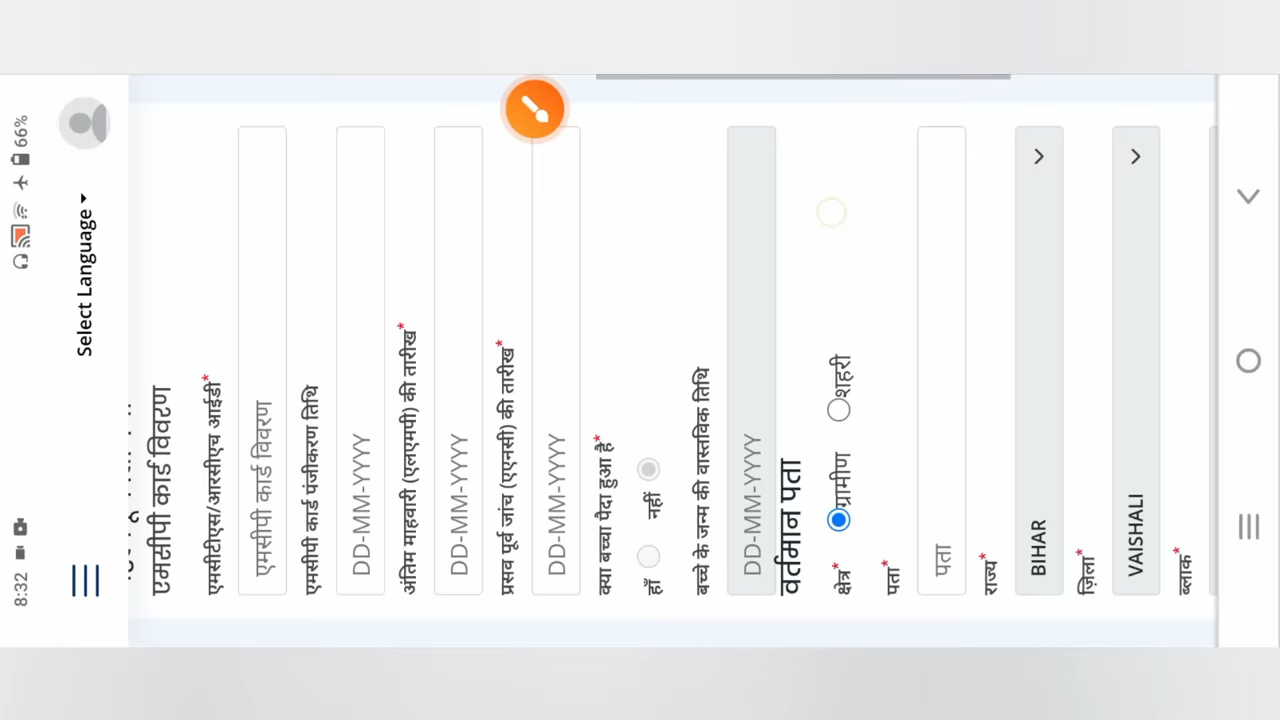 8:32
66%
Select Language
एमसीपी कार्ड विवरण
एमसीटीएस/आरसीएच आईडी*
एमसीपी कार्ड विवरण
एमसीपी कार्ड पंजीकरण तिथि
DD-MM-YYYY
अंतिम माहवारी (एलएमपी) की तारीख*
DD-MM-YYYY
प्रसव पूर्व जांच (एएनसी) की तारीख*
DD-MM-YYYY
क्या बच्चा पैदा हुआ है*
हाँ नहीं
बच्चे के जन्म की वास्तविक तिथि
DD-MM-YYYY
वर्तमान पता
क्षेत्र* ग्रामीण शहरी
पता*
पता
राज्य*
BIHAR
ज़िला*
VAISHALI
ब्लाक*